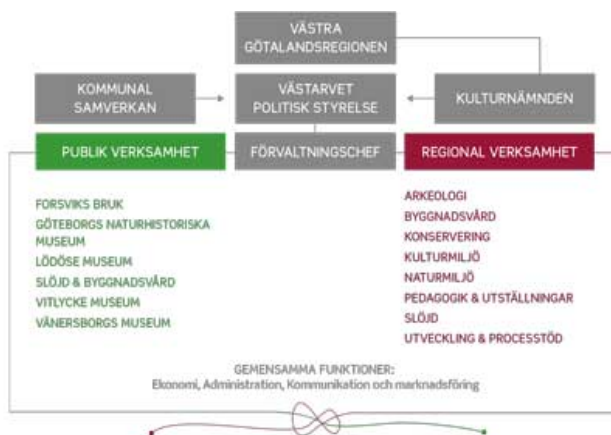 VÄSTRA
GÖTALANDSREGIONEN
KOMMUNAL
SAMVERKAN
VÄSTARVET
POLITISK STYRELSE
KULTURNÄMNDEN
PUBLIK VERKSAMHET
FÖRVALTNINGSCHEF
REGIONAL VERKSAMHET
FORSVIKS BRUK
GÖTEBORGS NATURHISTORISKA
MUSEUM
LÖDÖSE MUSEUM
SLÖJD & BYGGNADSVÅRD
VITLYCKE MUSEUM
VÄNERSBORGS MUSEUM
ARKEOLOGI
BYGGNADSVÅRD
KONSERVERING
KULTURMILJÖ
NATURMILJÖ
PEDAGOGIK & UTSTÄLLNINGAR
SLÖJD
UTVECKLING & PROCESSTÖD
GEMENSAMMA FUNKTIONER:
Ekonomi, Administration, Kommunikation och marknadsföring